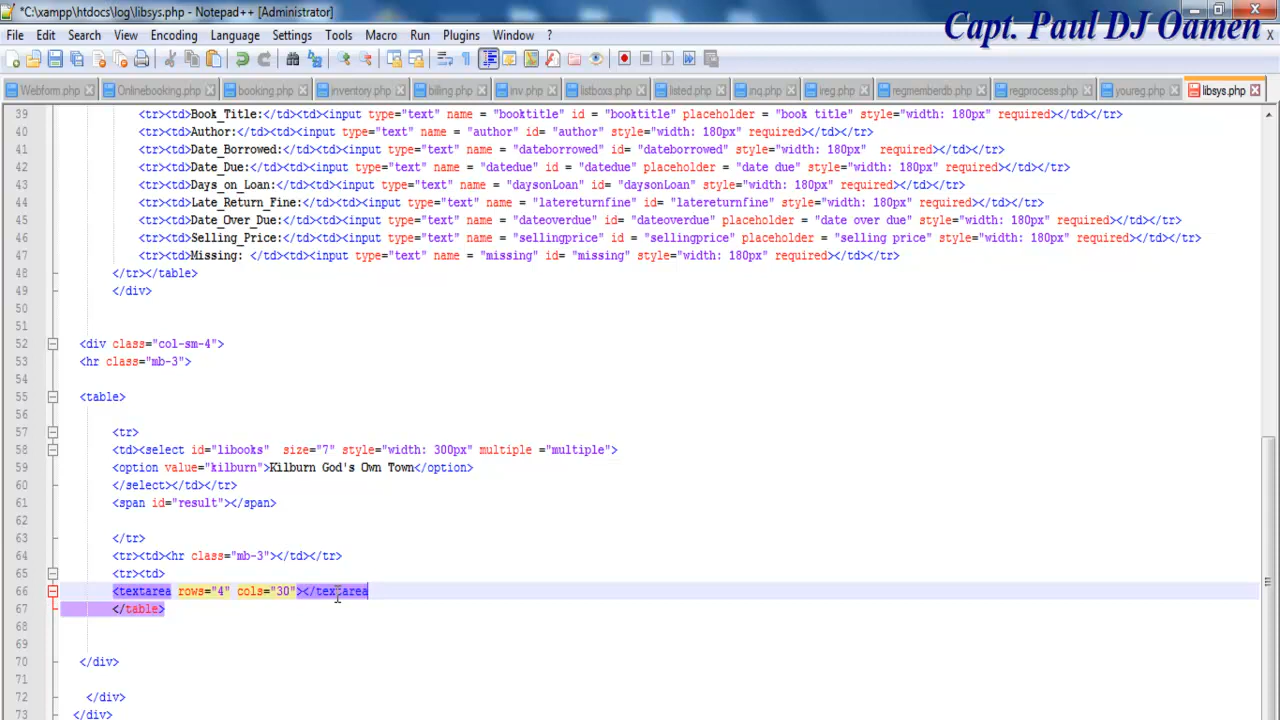 *C:\xampp\htdocs\log\libsys.php - Notepad++ [Administrator]
Capt. Paul DJ Oamen
File Edit Search View Encoding Language Settings Tools Macro Run Plugins Window ? X
Webform.php Onlinebooking.php booking.php inventory.php billing.php inv.php listboxs.php listed.php inq.php ireg.php regmemberdb.php regprocess.php youreg.php libsys.php
39 <tr><td>Book_Title:</td><td><input type="text" name = "booktitle" id = "booktitle" placeholder = "book title" style="width: 180px" required></td></tr>
40 <tr><td>Author:</td><td><input type="text" name = "author" id= "author" style="width: 180px" required></td></tr>
41 <tr><td>Date_Borrowed:</td><td><input type="text" name = "dateborrowed" id= "dateborrowed" style="width: 180px" required></td></tr>
42 <tr><td>Date_Due:</td><td><input type="text" name = "datedue" id = "datedue" placeholder = "date due" style="width: 180px" required></td></tr>
43 <tr><td>Days_on_Loan:</td><td><input type="text" name = "daysonLoan" id= "daysonLoan" style="width: 180px" required></td></tr>
44 <tr><td>Late_Return_Fine:</td><td><input type="text" name = "latereturnfine" id= "latereturnfine" style="width: 180px" required></td></tr>
45 <tr><td>Date_Over_Due:</td><td><input type="text" name = "dateoverdue" id= "dateoverdue" placeholder = "date over due" style="width: 180px" required></td></tr>
46 <tr><td>Selling_Price:</td><td><input type="text" name = "sellingprice" id = "sellingprice" placeholder = "selling price" style="width: 180px" required></td></tr>
47 <tr><td>Missing: </td><td><input type="text" name = "missing" id= "missing" style="width: 180px" required></td></tr>
48 </tr></table>
49 </div>
50
51
52 <div class="col-sm-4">
53 <hr class="mb-3">
54
55 <table>
56
57 <tr>
58 <td><select id="libooks"  size="7" style="width: 300px" multiple ="multiple">
59 <option value="kilburn">Kilburn God's Own Town</option>
60 </select></td></tr>
61 <span id="result"></span>
62
63 </tr>
64 <tr><td><hr class="mb-3"></td></tr>
65 <tr><td>
66 <textarea rows="4" cols="30"></textarea
67 </table>
68
69
70 </div>
71
72 </div>
73 </div>